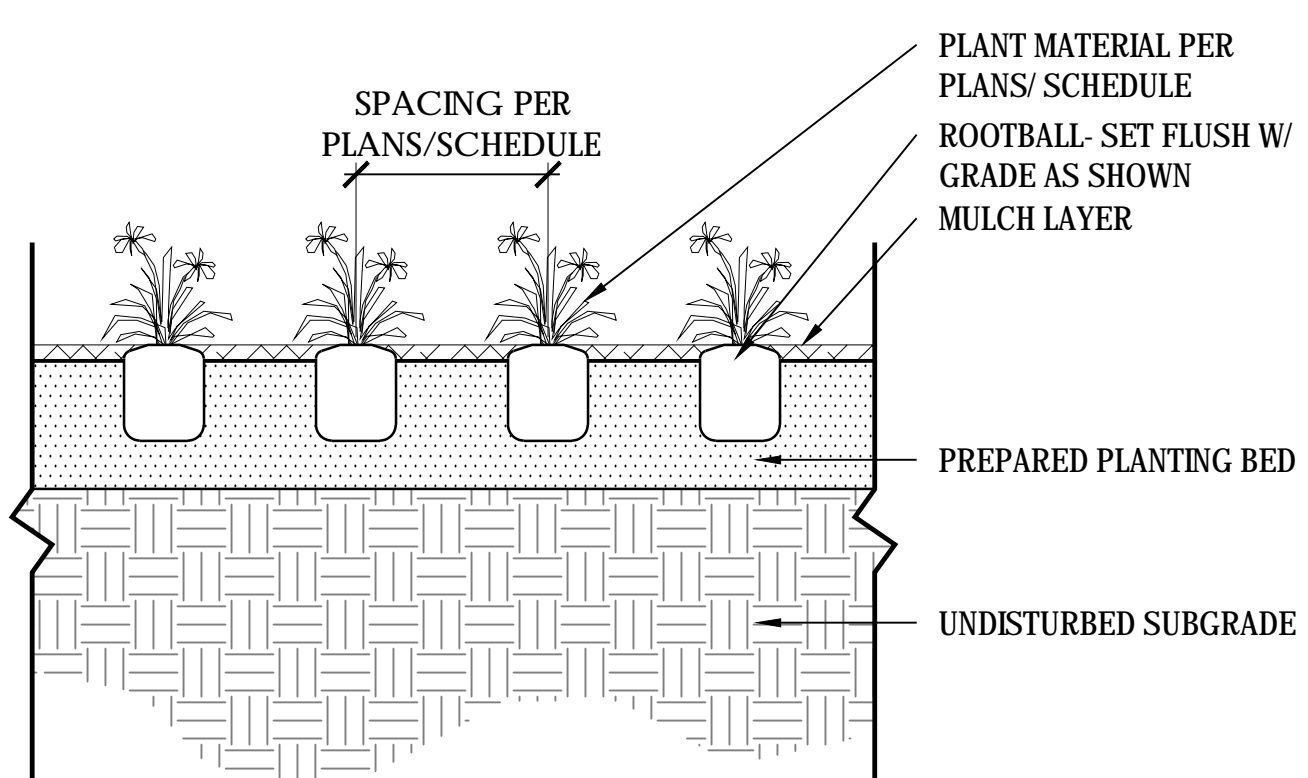 SPACING PER
PLANS/SCHEDULE
PLANT MATERIAL PER
PLANS/ SCHEDULE
ROOTBALL- SET FLUSH W/
GRADE AS SHOWN
MULCH LAYER
PREPARED PLANTING BED
UNDISTURBED SUBGRADE